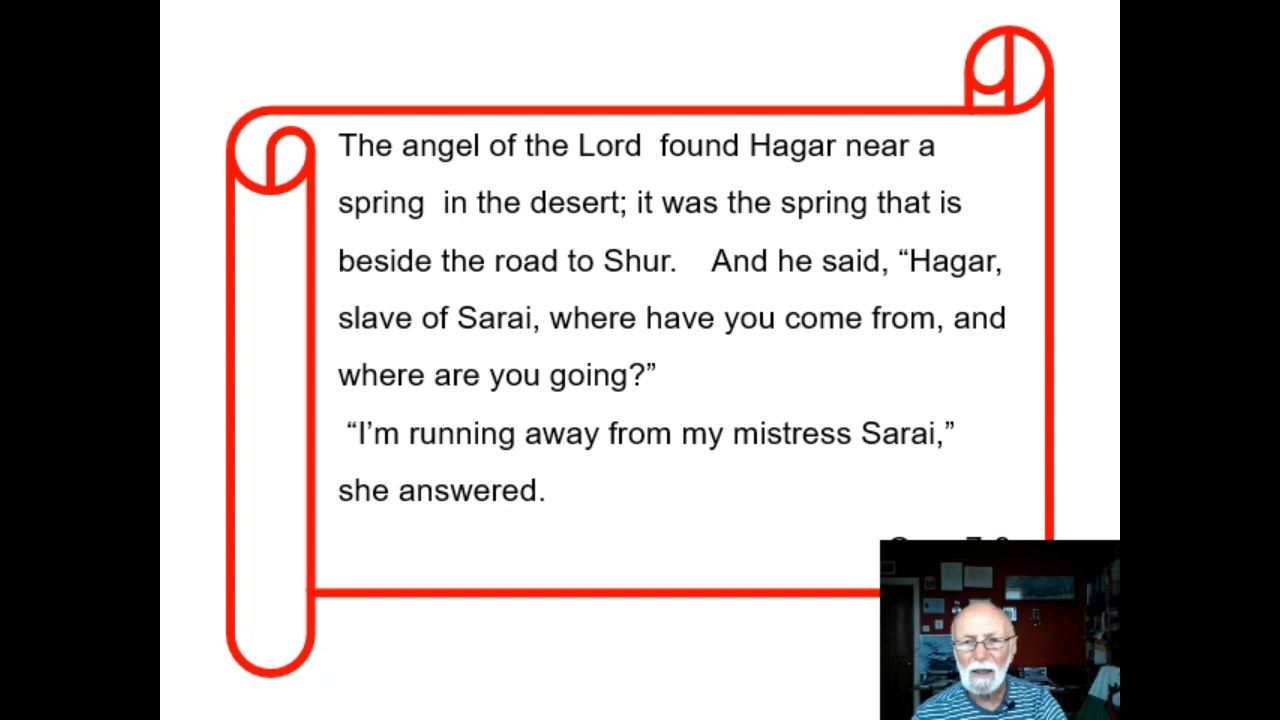 The angel of the Lord  found Hagar near a
spring  in the desert; it was the spring that is
beside the road to Shur.    And he said, “Hagar,
slave of Sarai, where have you come from, and
where are you going?”
“I’m running away from my mistress Sarai,”
she answered.